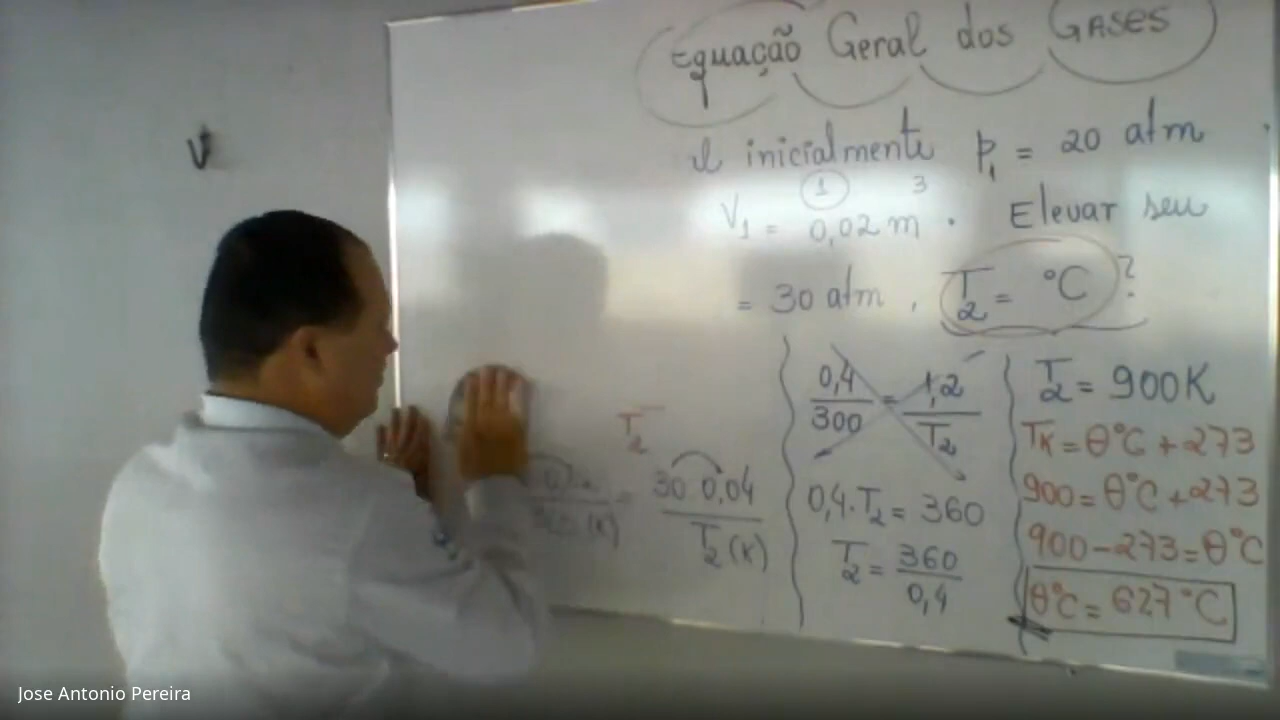 Equação Geral dos GASES
inicialmente p₁ = 20 atm
1
V₁ = 0,02 m³ . Elevar seu
= 30 atm , T₂ = °C ?
0,4/300 = 1,2/T₂
T₂
30 0,04 / T₂ (K)
0,4.T₂ = 360
T₂ = 360/0,4
T₂ = 900K
TK = θ°C + 273
900 = θ°C + 273
900 – 273 = θ°C
θ°C = 627 °C
Jose Antonio Pereira